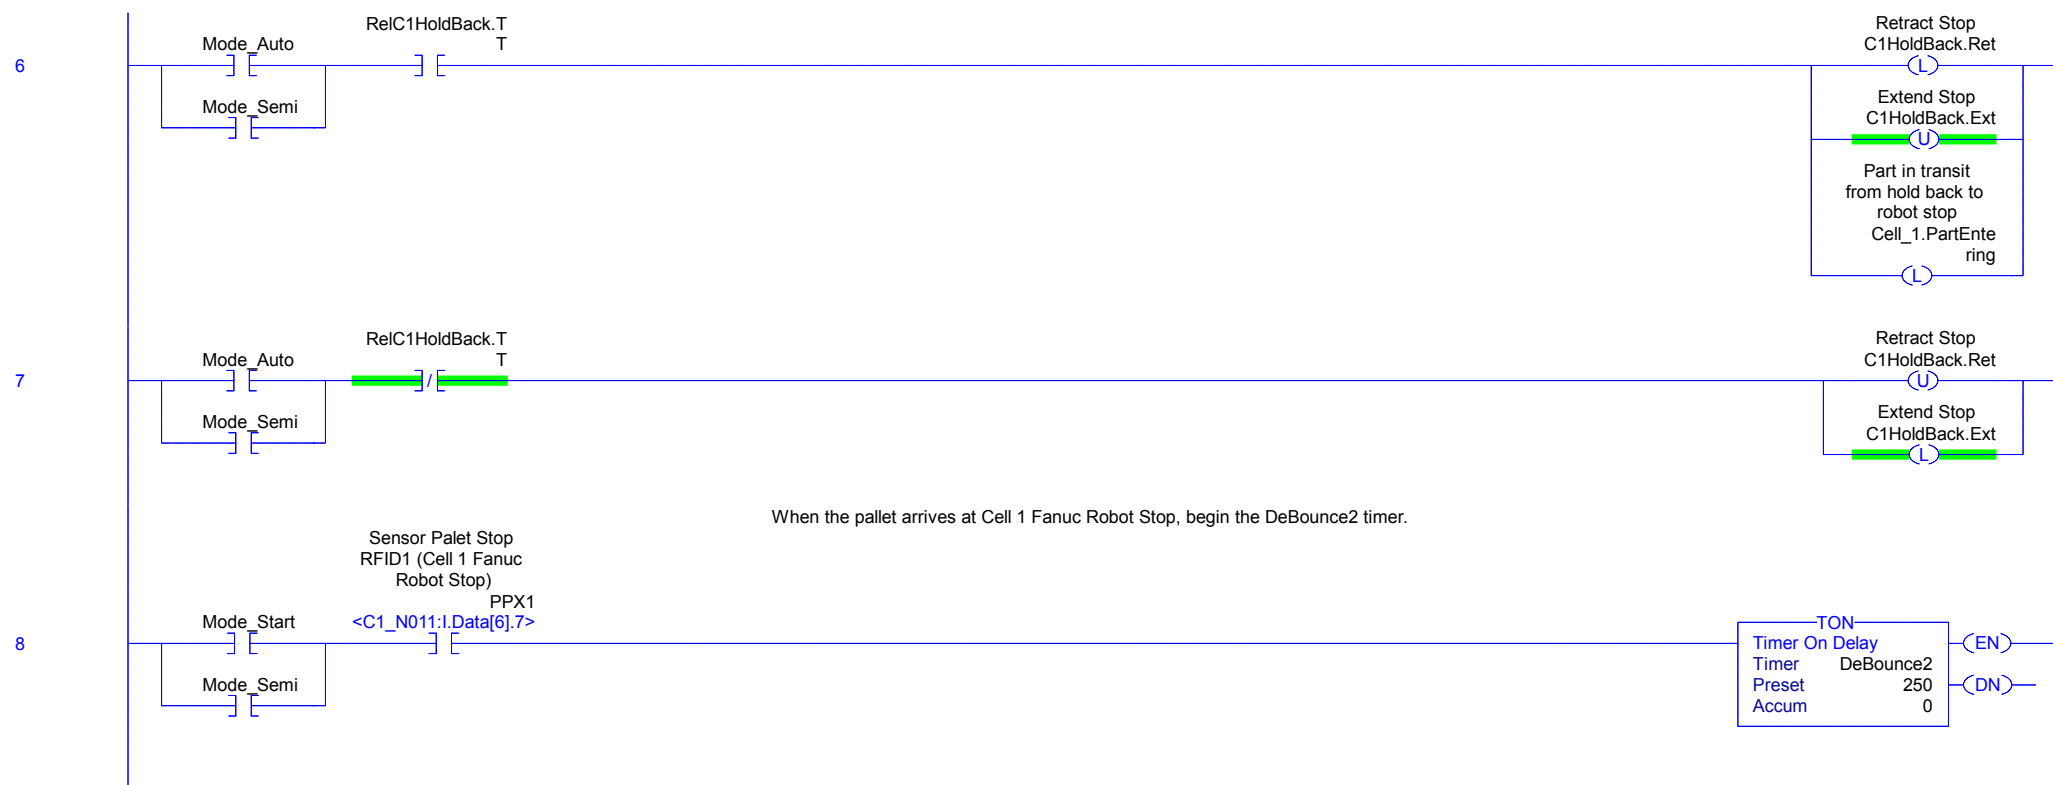 RelC1HoldBack.T
T
Mode_Auto
Mode_Semi
6
Retract Stop
C1HoldBack.Ret
L
Extend Stop
C1HoldBack.Ext
U
Part in transit
from hold back to
robot stop
Cell_1.PartEnte
ring
L
RelC1HoldBack.T
T
Mode_Auto
Mode_Semi
7
/
Retract Stop
C1HoldBack.Ret
U
Extend Stop
C1HoldBack.Ext
L
When the pallet arrives at Cell 1 Fanuc Robot Stop, begin the DeBounce2 timer.
Sensor Palet Stop
RFID1 (Cell 1 Fanuc
Robot Stop)
PPX1
<C1_N011:I.Data[6].7>
Mode_Start
Mode_Semi
8
TON
Timer On Delay
Timer DeBounce2
Preset 250
Accum 0
EN
DN